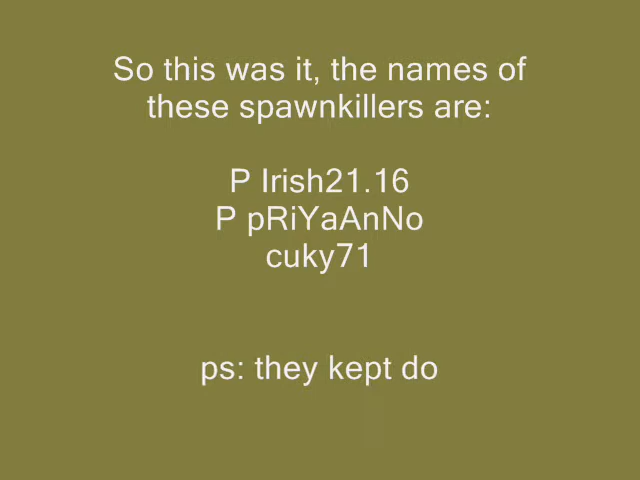 So this was it, the names of
these spawnkillers are:
P Irish21.16
P pRiYaAnNo
cuky71
ps: they kept do